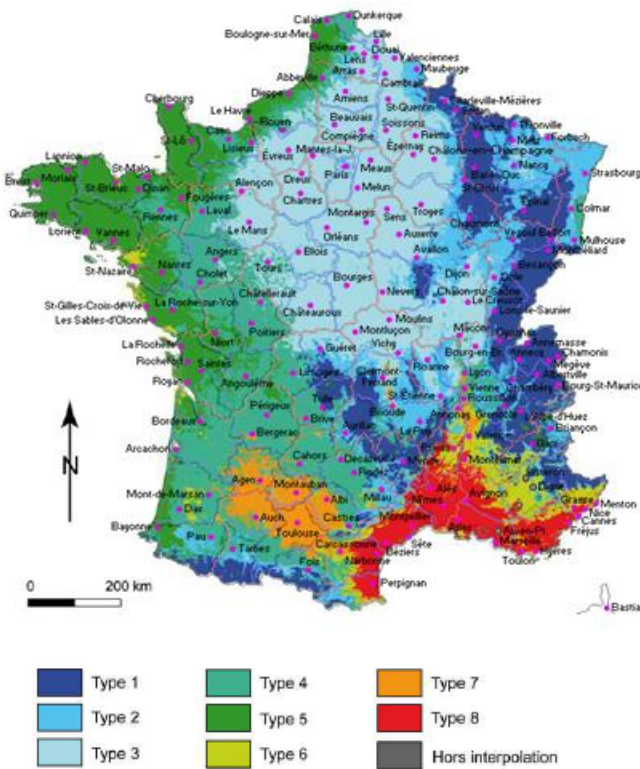 Dunkerque
Calais
Boulogne-sur-Mer
Lille
Béthune
Douai
Lens
Valenciennes
Arras
Maubeuge
Abbeville
Cambrai
Dieppe
Amiens
St-Quentin
Charleville-Mézières
Sedan
Cherbourg
Le Havre
Rouen
Beauvais
Soissons
Compiègne
Reims
Verdun
Thionville
Forbach
Metz
St-Lô
Caen
Lisieux
Évreux
Mantes-la-J.
Épernay
Châlons-en-Champagne
Meaux
Nancy
Paris
Bar-le-Duc
Strasbourg
Lannion
St-Malo
Morlaix
Brest
St-Brieuc
Dinan
Alençon
Dreux
Melun
St-Dizier
Fougères
Chartres
Épinal
Colmar
Quimper
Rennes
Laval
Montargis
Sens
Troyes
Chaumont
Lorient
Vannes
Le Mans
Orléans
Auxerre
Vesoul
Belfort
Mulhouse
Montbéliard
Angers
Blois
Avallon
Besançon
St-Nazaire
Nantes
Cholet
Tours
Dijon
Dole
Bourges
Châtellerault
Nevers
Chalon-sur-Saône
Le Creusot
St-Gilles-Croix-de-Vie
La Roche-sur-Yon
Lons-le-Saunier
Les Sables-d'Olonne
Châteauroux
Moulins
Poitiers
Montluçon
Mâcon
Niort
Vichy
Annemasse
La Rochelle
Guéret
Roanne
Bourg-en-Br.
Annecy
Chamonix
Rochefort
Saintes
Limoges
Clermont-
Ferrand
Megève
Albertville
Royan
Angoulême
Lyon
Chambéry
Bourg-St-Maurice
Vienne
Tulle
St-Étienne
Roussillon
Périgueux
Brive
Brioude
Annonay
Grenoble
L'Alpe-d'Huez
Bordeaux
Aurillac
Le Puy
Briançon
Bergerac
Valence
Gap
Arcachon
Cahors
Decazeville
Mende
Montélimar
Rodez
Agen
Montauban
Alès
Digne
Mont-de-Marsan
Albi
Millau
Nîmes
Avignon
Grasse
Menton
Dax
Nice
Auch
Castres
Montpellier
Cannes
Bayonne
Toulouse
Arles
Aix-en-P.
Fréjus
Pau
Carcassonne
Sète
Marseille
Tarbes
Béziers
Hyères
Foix
Narbonne
Toulon
Perpignan
Bastia
N
0 200 km
Type 1 Type 4 Type 7
Type 2 Type 5 Type 8
Type 3 Type 6 Hors interpolation